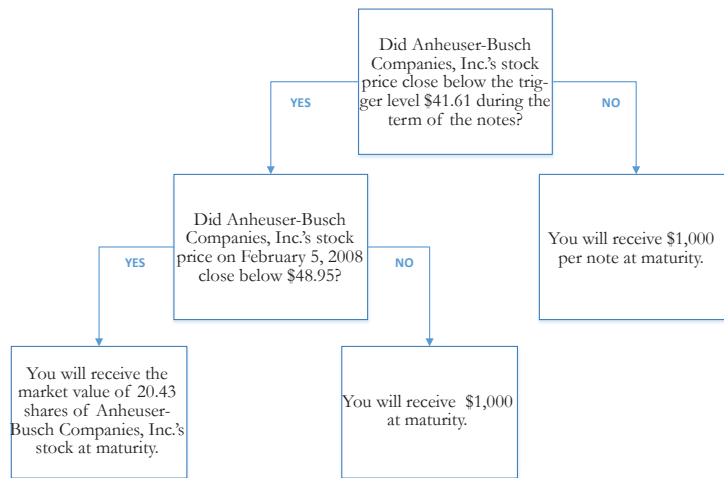 Did Anheuser-Busch
Companies, Inc.'s stock
price close below the trig-
ger level $41.61 during the
term of the notes?
YES
NO
Did Anheuser-Busch
Companies, Inc.'s stock
price on February 5, 2008
close below $48.95?
You will receive $1,000
per note at maturity.
YES
NO
You will receive the
market value of 20.43
shares of Anheuser-
Busch Companies, Inc.'s
stock at maturity.
You will receive $1,000
at maturity.